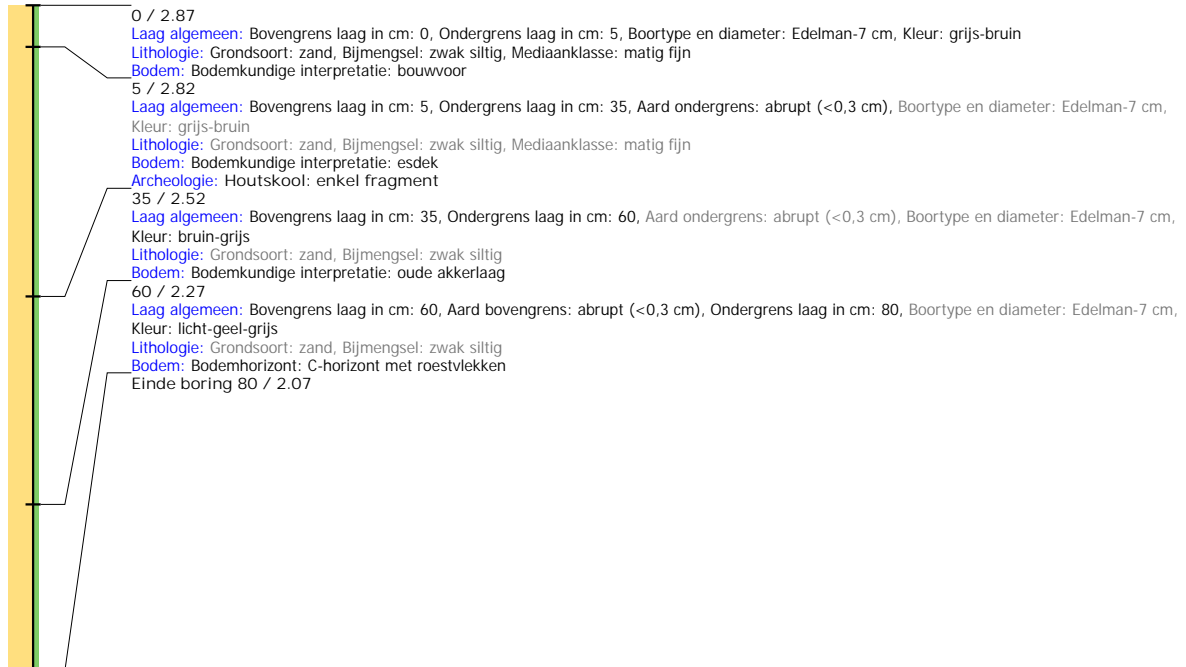 0 / 2.87
Laag algemeen: Bovengrens laag in cm: 0, Ondergrens laag in cm: 5, Boortype en diameter: Edelman-7 cm, Kleur: grijs-bruin
Lithologie: Grondsoort: zand, Bijmengsel: zwak siltig, Mediaanklasse: matig fijn
Bodem: Bodemkundige interpretatie: bouwvoor
5 / 2.82
Laag algemeen: Bovengrens laag in cm: 5, Ondergrens laag in cm: 35, Aard ondergrens: abrupt (<0,3 cm), Boortype en diameter: Edelman-7 cm,
Kleur: grijs-bruin
Lithologie: Grondsoort: zand, Bijmengsel: zwak siltig, Mediaanklasse: matig fijn
Bodem: Bodemkundige interpretatie: esdek
Archeologie: Houtskool: enkel fragment
35 / 2.52
Laag algemeen: Bovengrens laag in cm: 35, Ondergrens laag in cm: 60, Aard ondergrens: abrupt (<0,3 cm), Boortype en diameter: Edelman-7 cm,
Kleur: bruin-grijs
Lithologie: Grondsoort: zand, Bijmengsel: zwak siltig
Bodem: Bodemkundige interpretatie: oude akkerlaag
60 / 2.27
Laag algemeen: Bovengrens laag in cm: 60, Aard bovengrens: abrupt (<0,3 cm), Ondergrens laag in cm: 80, Boortype en diameter: Edelman-7 cm,
Kleur: licht-geel-grijs
Lithologie: Grondsoort: zand, Bijmengsel: zwak siltig
Bodem: Bodemhorizont: C-horizont met roestvlekken
Einde boring 80 / 2.07